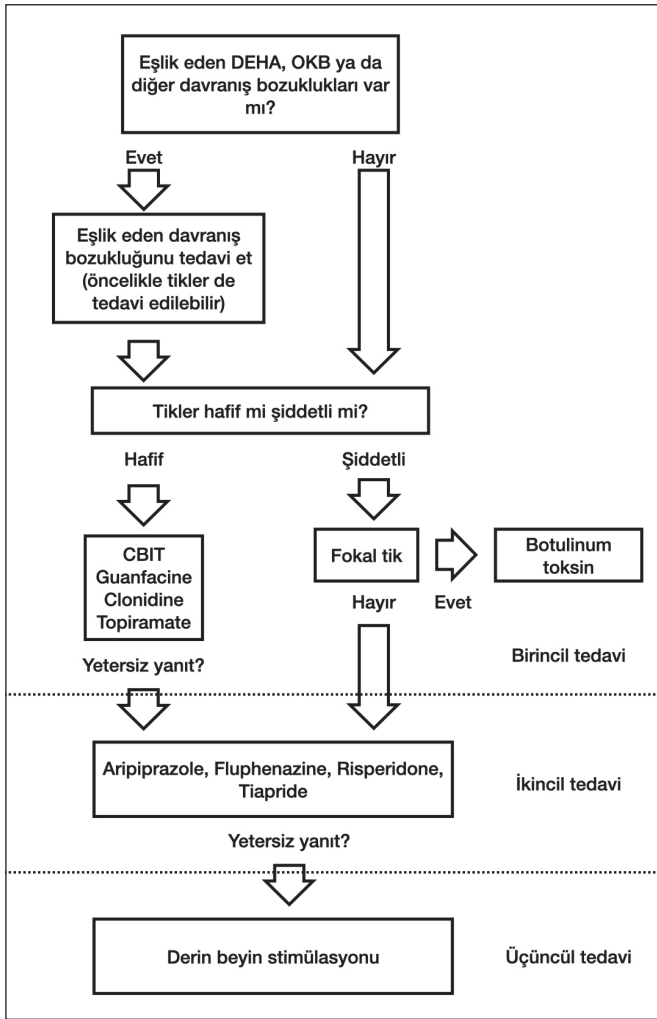 Eşlik eden DEHA, OKB ya da
diğer davranış bozuklukları var
mı?
Evet
Hayır
Eşlik eden davranış
bozukluğunu tedavi et
(öncelikle tikler de
tedavi edilebilir)
Tikler hafif mi şiddetli mi?
Hafif
Şiddetli
CBIT
Guanfacine
Clonidine
Topiramate
Fokal tik
Botulinum
toksin
Hayır
Evet
Yetersiz yanıt?
Birincil tedavi
Aripiprazole, Fluphenazine, Risperidone,
Tiapride
İkincil tedavi
Yetersiz yanıt?
Derin beyin stimülasyonu
Üçüncül tedavi